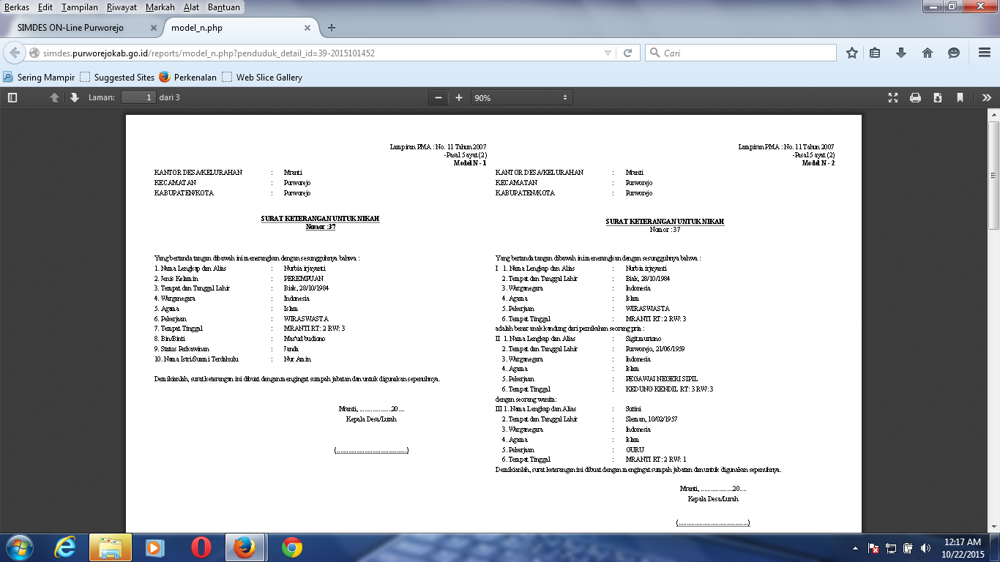 Berkas Edit Tampilan Riwayat Markah Alat Bantuan
SIMDES ON-Line Purworejo
model_n.php
simdes.purworejokab.go.id/reports/model_n.php?penduduk_detail_id=39-2015101452
Cari
Sering Mampir Suggested Sites Perkenalan Web Slice Gallery
Laman: 1 dari 3
90%
Lampiran PMA : No. 11 Tahun 2007
-Pasal 5 ayat (2)
Model N - 1
KANTOR DESA/KELURAHAN : Mranti
KECAMATAN : Purworejo
KABUPATEN/KOTA : Purworejo
SURAT KETERANGAN UNTUK NIKAH
Nomor :37
Yang bertanda tangan dibawah ini menerangkan dengan sesungguhnya bahwa :
1. Nama Lengkap dan Alias : Nurbia irjayanti
2. Jenis Kelamin : PEREMPUAN
3. Tempat dan Tanggal Lahir : Biak, 28/10/1984
4. Warganegara : Indonesia
5. Agama : Islam
6. Pekerjaan : WIRASWASTA
7. Tempat Tinggal : MRANTI RT: 2 RW: 3
8. Bin/Binti : Mas'ud budiono
9. Status Perkawinan : Janda
10. Nama Istri/Suami Terdahulu : Nur Amin
Demikianlah, surat keterangan ini dibuat dengan mengingat sumpah jabatan dan untuk digunakan seperuhnya.
Mranti, ...................20....
Kepala Desa/Lurah
(..........................................)
Lampiran PMA : No. 11 Tahun 2007
-Pasal 5 ayat (2)
Model N - 2
KANTOR DESA/KELURAHAN : Mranti
KECAMATAN : Purworejo
KABUPATEN/KOTA : Purworejo
SURAT KETERANGAN UNTUK NIKAH
Nomor : 37
Yang bertanda tangan dibawah ini menerangkan dengan sesungguhnya bahwa :
I 1. Nama Lengkap dan Alias : Nurbia irjayanti
2. Tempat dan Tanggal Lahir : Biak, 28/10/1984
3. Warganegara : Indonesia
4. Agama : Islam
5. Pekerjaan : WIRASWASTA
6. Tempat Tinggal : MRANTI RT: 2 RW: 3
adalah benar anak kandung dari pernikahan seorang pria :
II 1. Nama Lengkap dan Alias : Sigit murtono
2. Tempat dan Tanggal Lahir : Purworejo, 21/06/1959
3. Warganegara : Indonesia
4. Agama : Islam
5. Pekerjaan : PEGAWAI NEGERI SIPIL
6. Tempat Tinggal : KEDUNG KENDIL RT: 3 RW: 3
dengan seorang wanita:
III 1. Nama Lengkap dan Alias : Sutini
2. Tempat dan Tanggal Lahir : Sleman, 10/02/1957
3. Warganegara : Indonesia
4. Agama : Islam
5. Pekerjaan : GURU
6. Tempat Tinggal : MRANTI RT: 2 RW: 1
Demikianlah, surat keterangan ini dibuat dengan mengingat sumpah jabatan dan untuk digunakan seperuhnya.
Mranti, ...................20....
Kepala Desa/Lurah
(..........................................)
12:17 AM
10/22/2015